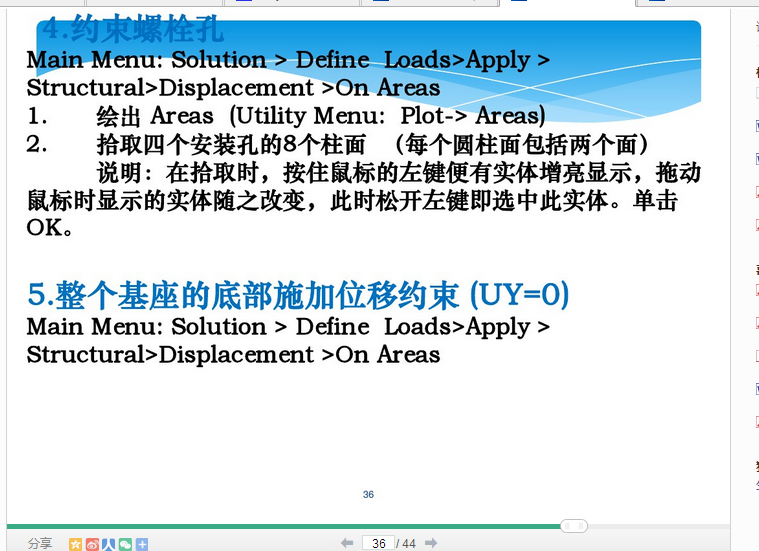 4.约束螺栓孔
Main Menu: Solution > Define Loads>Apply >
Structural>Displacement >On Areas
1. 绘出 Areas (Utility Menu: Plot-> Areas)
2. 拾取四个安装孔的8个柱面 （每个圆柱面包括两个面）
说明：在拾取时，按住鼠标的左键便有实体增亮显示，拖动
鼠标时显示的实体随之改变，此时松开左键即选中此实体。单击
OK。
5.整个基座的底部施加位移约束 (UY=0)
Main Menu: Solution > Define Loads>Apply >
Structural>Displacement >On Areas
36
分享
36 / 44